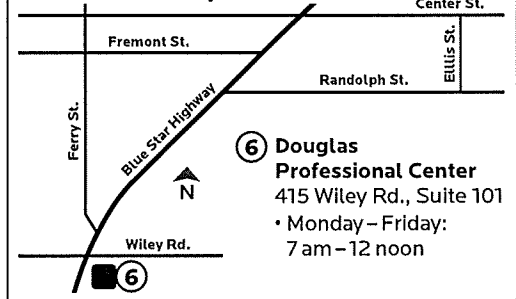 Center St.
Fremont St.
Elllis St.
Randolph St.
Ferry St.
Blue Star Highway
N
6 Douglas
Professional Center
415 Wiley Rd., Suite 101
• Monday–Friday:
7 am–12 noon
Wiley Rd.
6